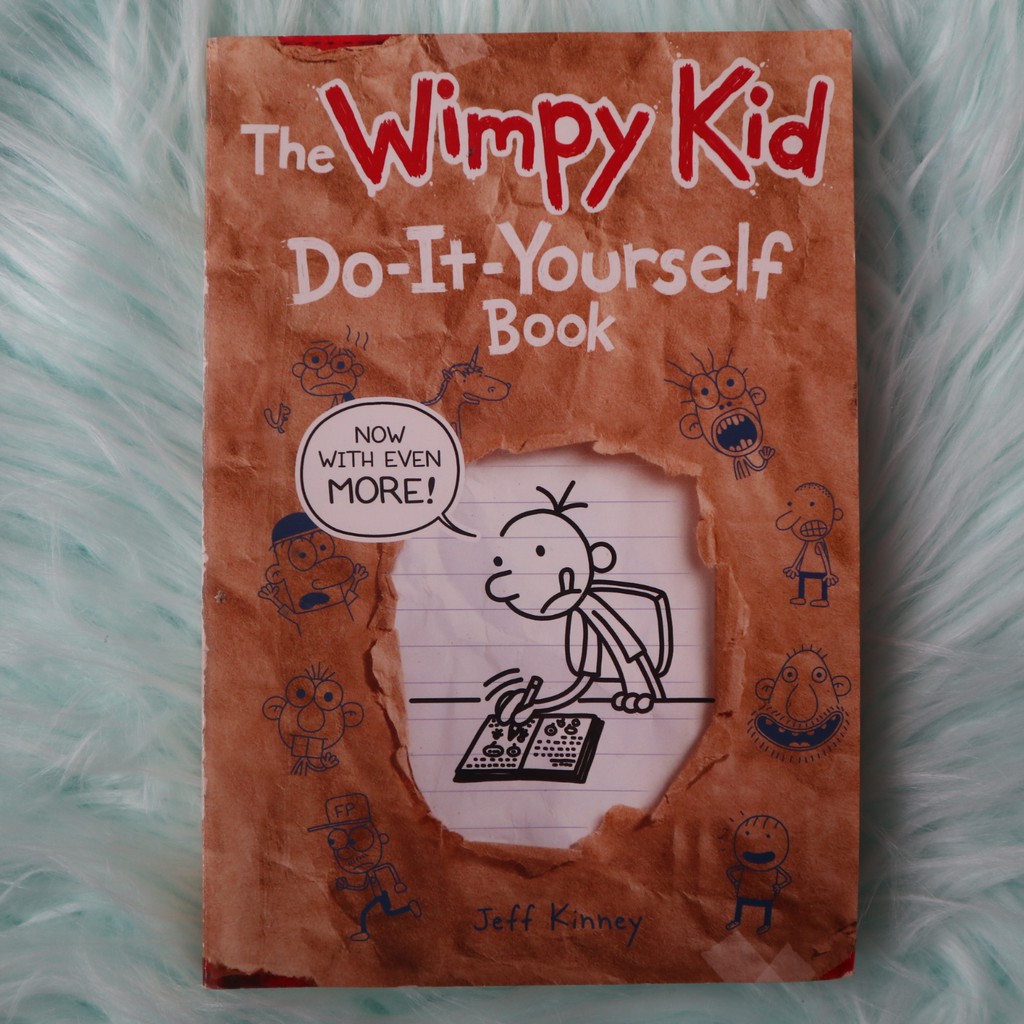 The Wimpy Kid
Do-It-Yourself
Book
NOW
WITH EVEN
MORE!
FP
Jeff Kinney